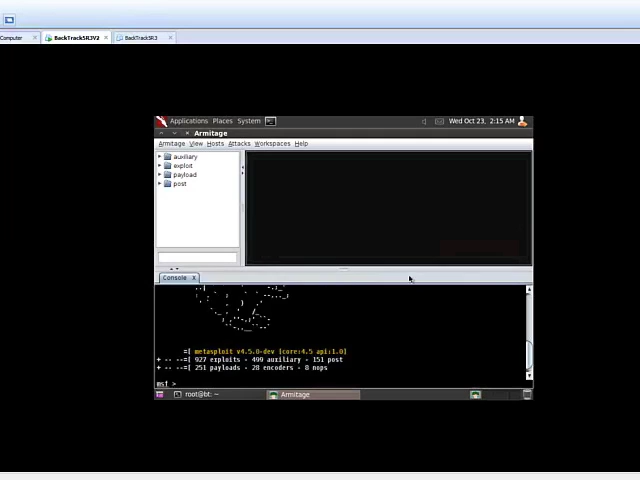 Computer x BackTrack5R3V2 x BackTrack5R3 x
Applications Places System Wed Oct 23, 2:15 AM
Armitage
Armitage View Hosts Attacks Workspaces Help
auxiliary
exploit
payload
post
Console X
=[ metasploit v4.5.0-dev [core:4.5 api:1.0]
+ -- --=[ 927 exploits - 499 auxiliary - 151 post
+ -- --=[ 251 payloads - 28 encoders - 8 nops
msf >
root@bt: ~ Armitage